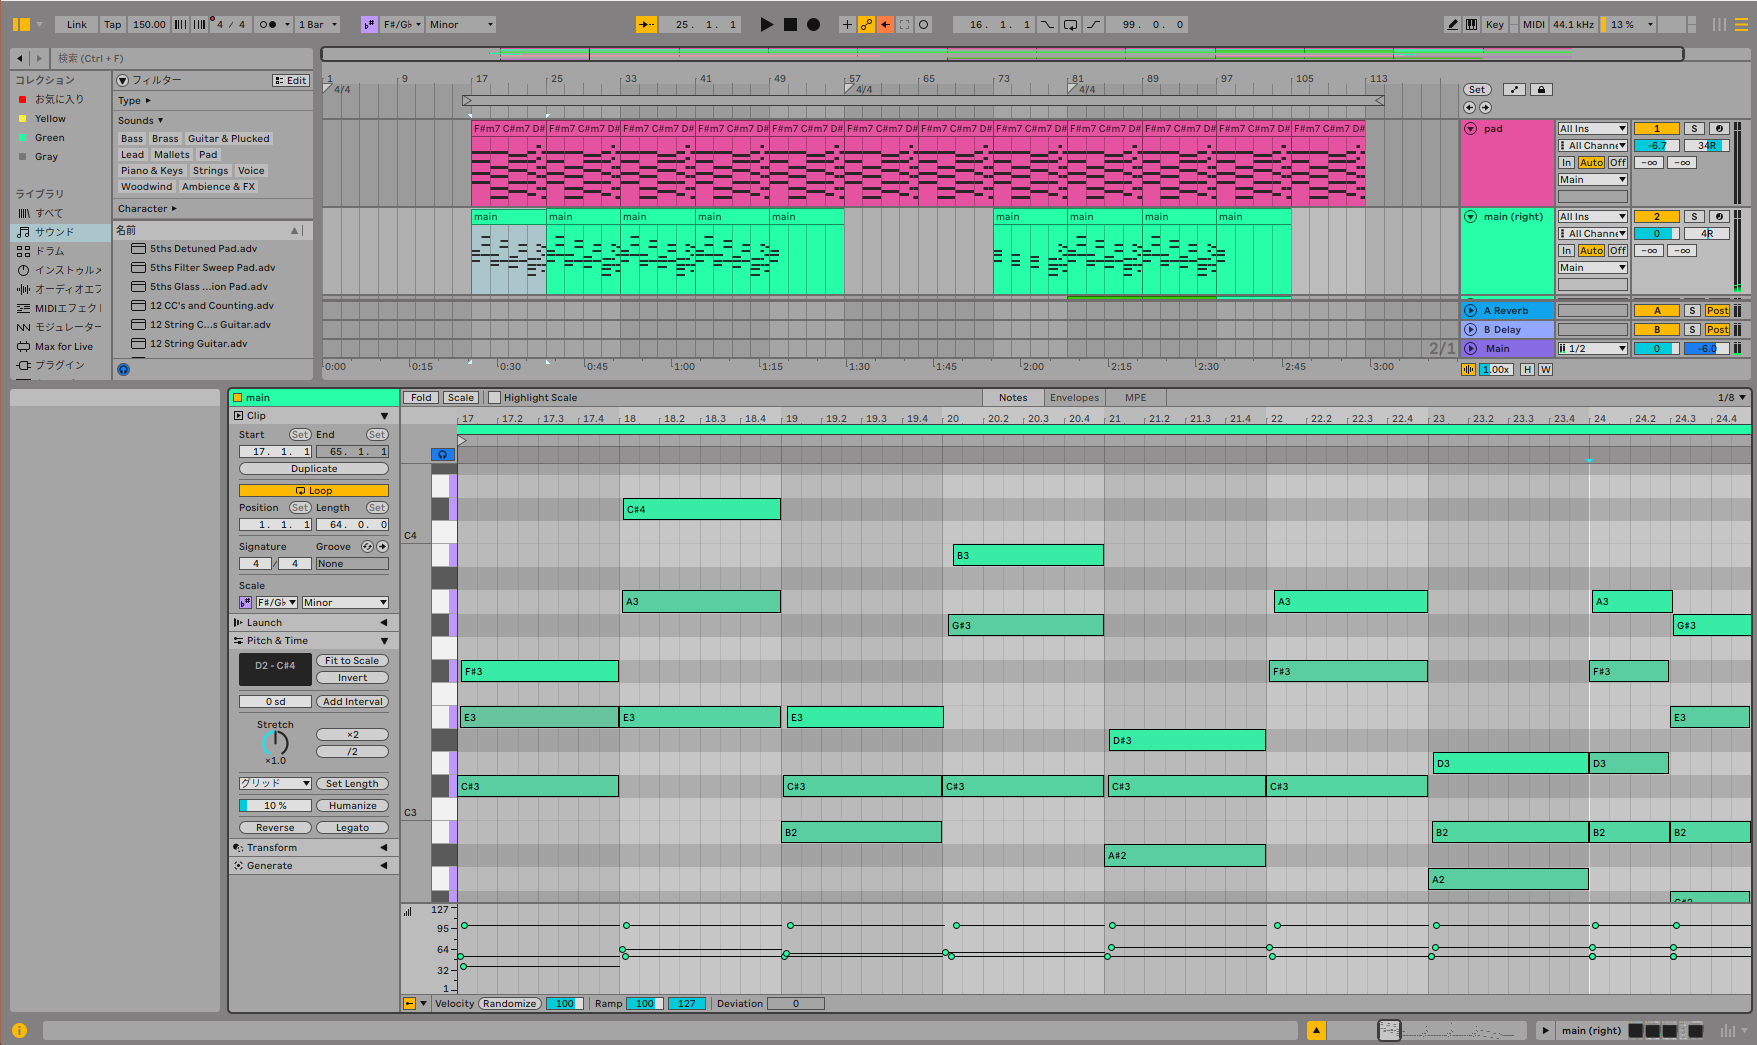 Link Tap 150.00 4 / 4 1 Bar F#/G♭ Minor 25. 1. 1 16. 1. 1 99. 0. 0 Key MIDI 44.1 kHz 13 %
検索 (Ctrl + F)
コレクション
お気に入り
Yellow
Green
Gray
ライブラリ
すべて
サウンド
ドラム
インストゥルメ
オーディオエフ
MIDIエフェクト
モジュレーター
Max for Live
プラグイン
フィルター Edit
Type
Sounds
Bass Brass Guitar & Plucked
Lead Mallets Pad
Piano & Keys Strings Voice
Woodwind Ambience & FX
Character
名前
5ths Detuned Pad.adv
5ths Filter Sweep Pad.adv
5ths Glass ...ion Pad.adv
12 CC's and Counting.adv
12 String C...s Guitar.adv
12 String Guitar.adv
1 9 17 25 33 41 49 57 65 73 81 89 97 105 113
4/4 4/4 4/4
Set
F#m7 C#m7 D# F#m7 C#m7 D# F#m7 C#m7 D# F#m7 C#m7 D# F#m7 C#m7 D# F#m7 C#m7 D# F#m7 C#m7 D# F#m7 C#m7 D# F#m7 C#m7 D# F#m7 C#m7 D# F#m7 C#m7 D# F#m7 C#m7 D#
pad All Ins 1 S
All Channe -6.7 34R
In Auto Off -∞ -∞
Main
main main main main main main main main main
main (right) All Ins 2 S
All Channe 0 4R
In Auto Off -∞ -∞
Main
A Reverb A S Post
B Delay B S Post
2/1 Main 1/2 0 -6.0
0:00 0:15 0:30 0:45 1:00 1:15 1:30 1:45 2:00 2:15 2:30 2:45 3:00
1.00x H W
main
Clip
Start Set End Set
17. 1. 1 65. 1. 1
Duplicate
Loop
Position Set Length Set
1. 1. 1 64. 0. 0
Signature Groove
4 / 4 None
Scale
F#/G♭ Minor
Launch
Pitch & Time
D2 - C#4 Fit to Scale
Invert
0 sd Add Interval
Stretch
×2
/2
×1.0
グリッド Set Length
10 % Humanize
Reverse Legato
Transform
Generate
Fold Scale Highlight Scale Notes Envelopes MPE 1/8
17 17.2 17.3 17.4 18 18.2 18.3 18.4 19 19.2 19.3 19.4 20 20.2 20.3 20.4 21 21.2 21.3 21.4 22 22.2 22.3 22.4 23 23.2 23.3 23.4 24 24.2 24.3 24.4
C#4
C4
B3
A3 A3 A3
G#3 G#3
F#3 F#3 F#3
E3 E3 E3 E3
D#3
D3 D3
C#3 C#3 C#3 C#3 C#3
C3
B2 B2 B2 B2
A#2
A2
G#2
127
95
64
32
1
Velocity Randomize 100 Ramp 100 127 Deviation 0
main (right)